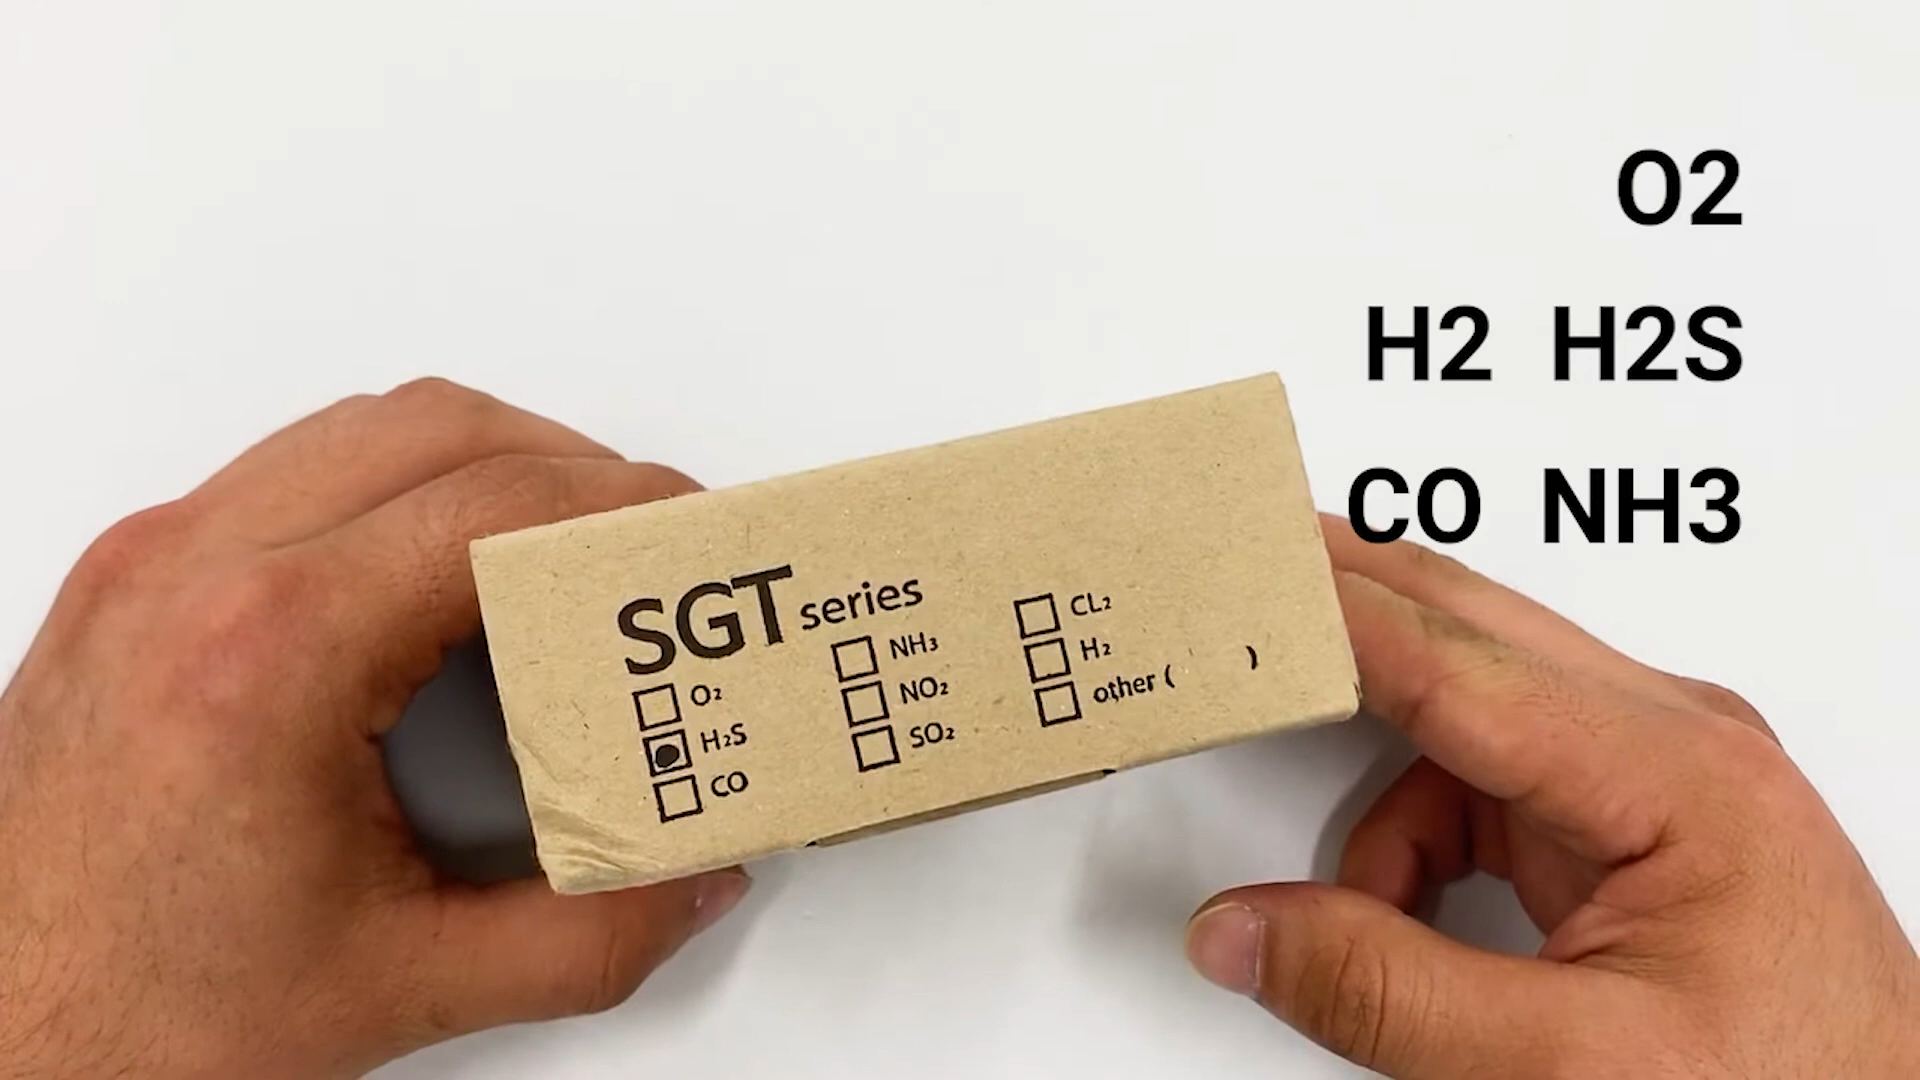 O2
H2 H2S
CO NH3
SGT series
O₂
H₂S
CO
NH₃
NO₂
SO₂
CL₂
H₂
other ( )